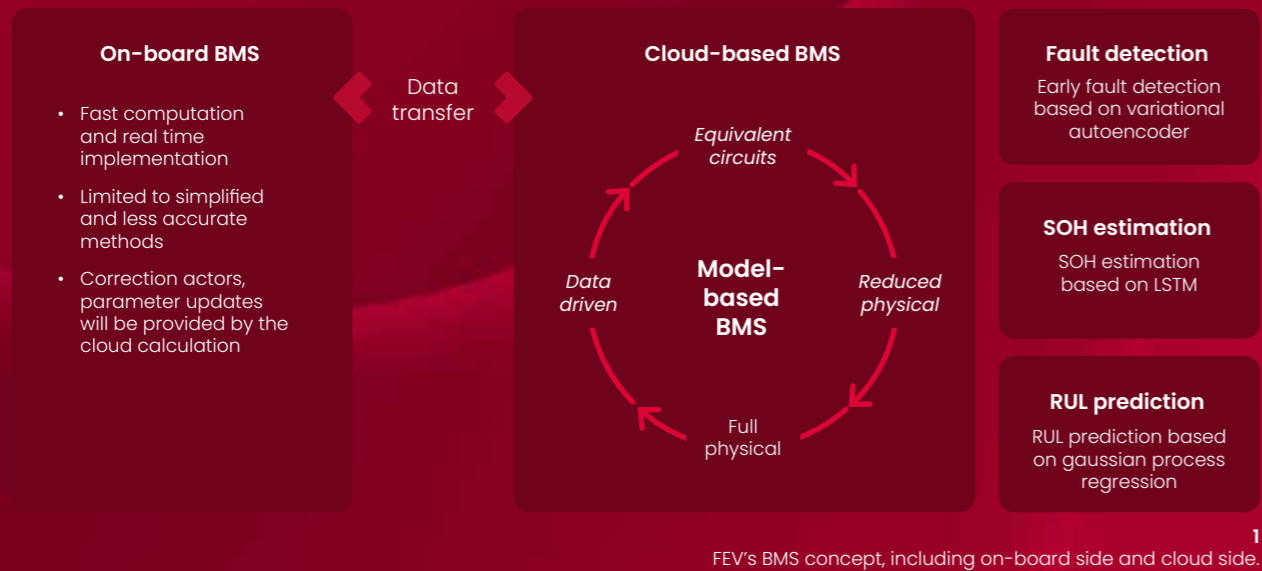 On-board BMS
• Fast computation
and real time
implementation
• Limited to simplified
and less accurate
methods
• Correction actors,
parameter updates
will be provided by the
cloud calculation
Data
transfer
Cloud-based BMS
Equivalent
circuits
Reduced
physical
Full
physical
Data
driven
Model-
based
BMS
Fault detection
Early fault detection
based on variational
autoencoder
SOH estimation
SOH estimation
based on LSTM
RUL prediction
RUL prediction based
on gaussian process
regression
1
FEV's BMS concept, including on-board side and cloud side.